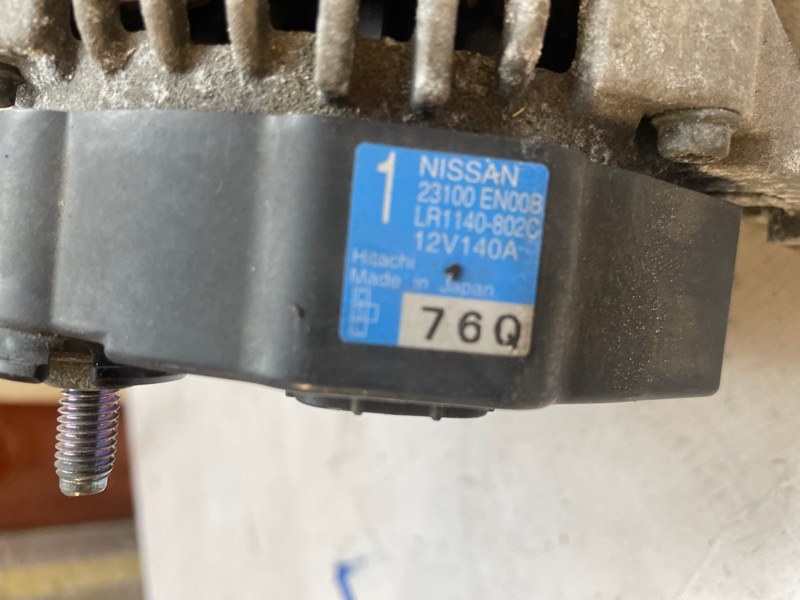 1
NISSAN
23100 EN00B
LR1140-802C
12V140A
Hitachi
Made in Japan
76Q